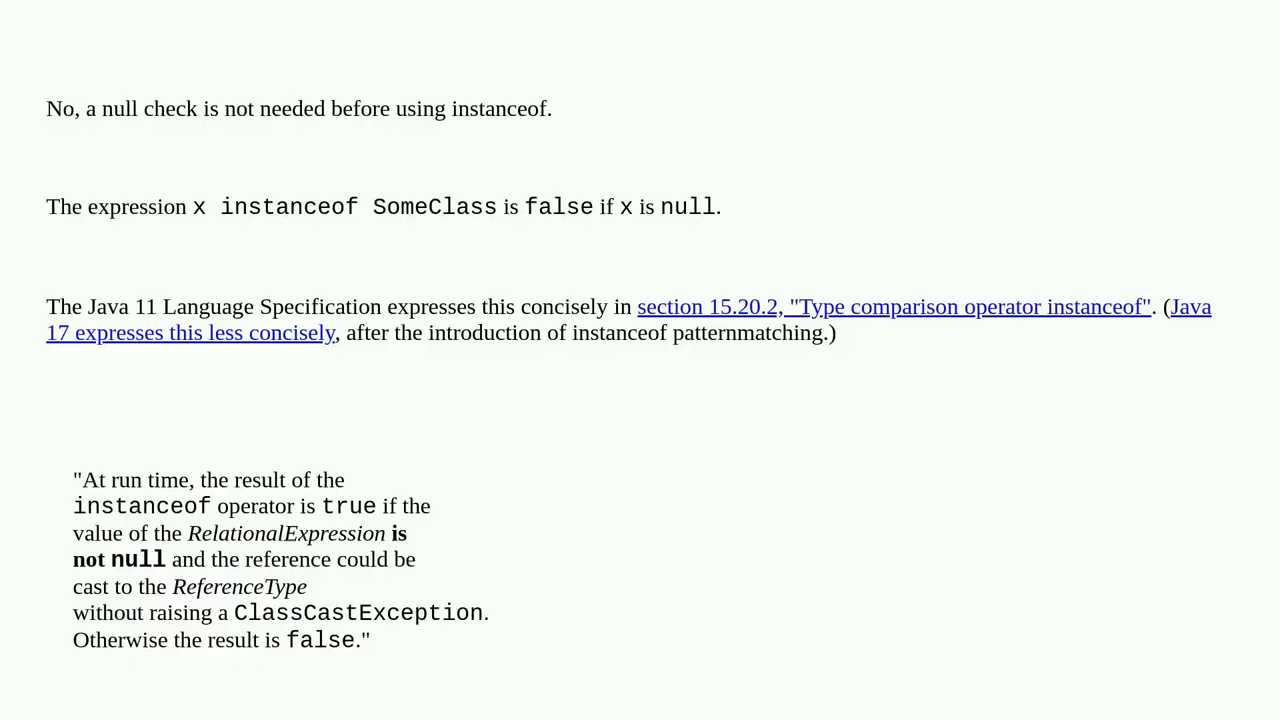 No, a null check is not needed before using instanceof.
The expression x instanceof SomeClass is false if x is null.
The Java 11 Language Specification expresses this concisely in section 15.20.2, "Type comparison operator instanceof". (Java
17 expresses this less concisely, after the introduction of instanceof patternmatching.)
"At run time, the result of the
instanceof operator is true if the
value of the RelationalExpression is
not null and the reference could be
cast to the ReferenceType
without raising a ClassCastException.
Otherwise the result is false."